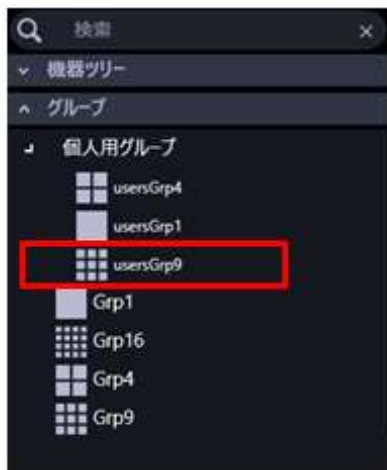 検索
機器ツリー
グループ
個人用グループ
usersGrp4
usersGrp1
usersGrp9
Grp1
Grp16
Grp4
Grp9